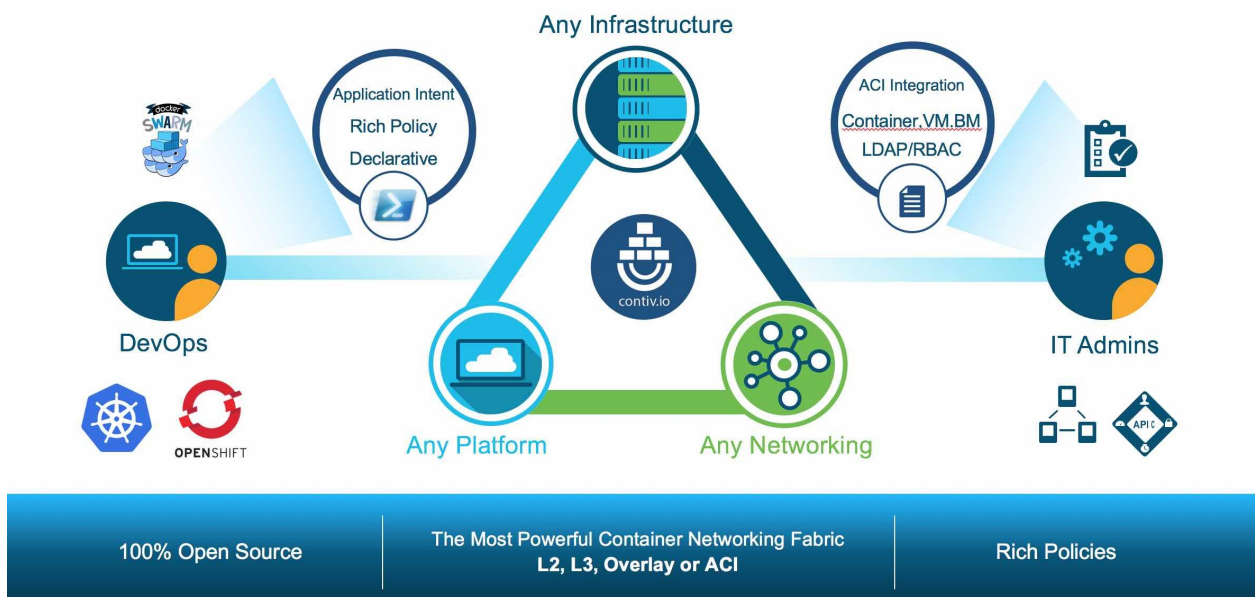 Any Infrastructure
docker
SWARM
Application Intent
Rich Policy
Declarative
ACI Integration
Container,VM.BM
LDAP/RBAC
contiv.io
DevOps
IT Admins
OPENSHIFT
APIC
Any Platform
Any Networking
100% Open Source
The Most Powerful Container Networking Fabric
L2, L3, Overlay or ACI
Rich Policies